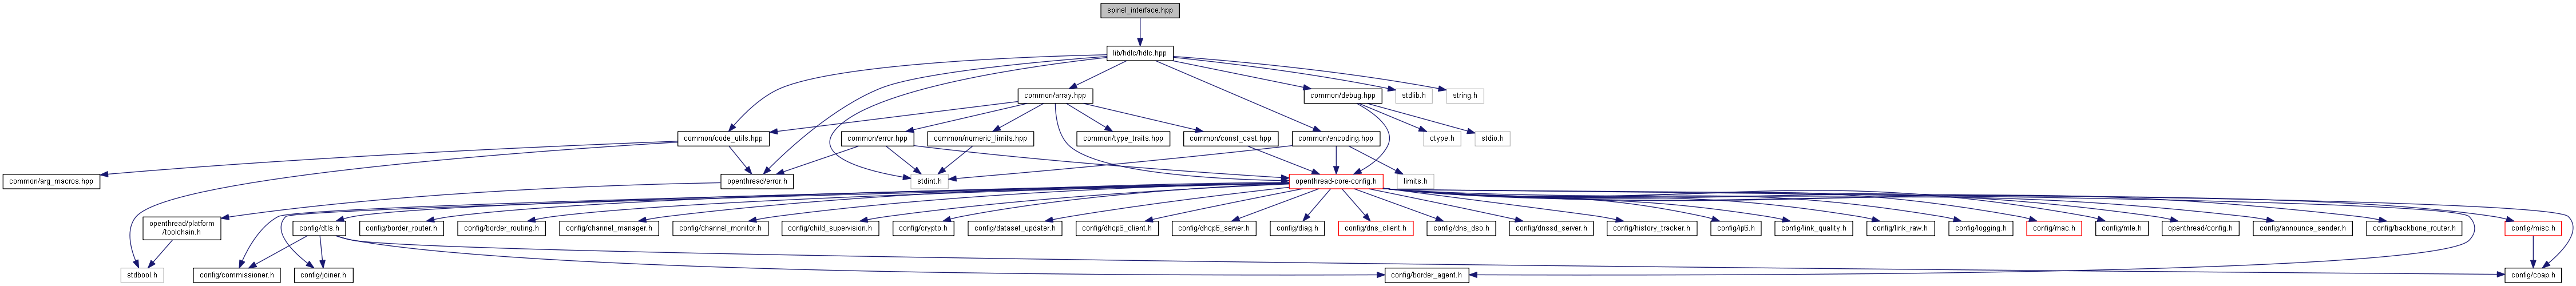 spinel_interface.hpp
lib/hdlc/hdlc.hpp
common/array.hpp
common/debug.hpp
stdlib.h
string.h
common/code_utils.hpp
common/error.hpp
common/numeric_limits.hpp
common/type_traits.hpp
common/const_cast.hpp
common/encoding.hpp
ctype.h
stdio.h
common/arg_macros.hpp
openthread/error.h
stdint.h
openthread-core-config.h
limits.h
openthread/platform
/toolchain.h
config/dtls.h
config/border_router.h
config/border_routing.h
config/channel_manager.h
config/channel_monitor.h
config/child_supervision.h
config/crypto.h
config/dataset_updater.h
config/dhcp6_client.h
config/dhcp6_server.h
config/diag.h
config/dns_client.h
config/dns_dso.h
config/dnssd_server.h
config/history_tracker.h
config/ip6.h
config/link_quality.h
config/link_raw.h
config/logging.h
config/mac.h
config/mle.h
openthread/config.h
config/announce_sender.h
config/backbone_router.h
config/misc.h
stdbool.h
config/commissioner.h
config/joiner.h
config/border_agent.h
config/coap.h